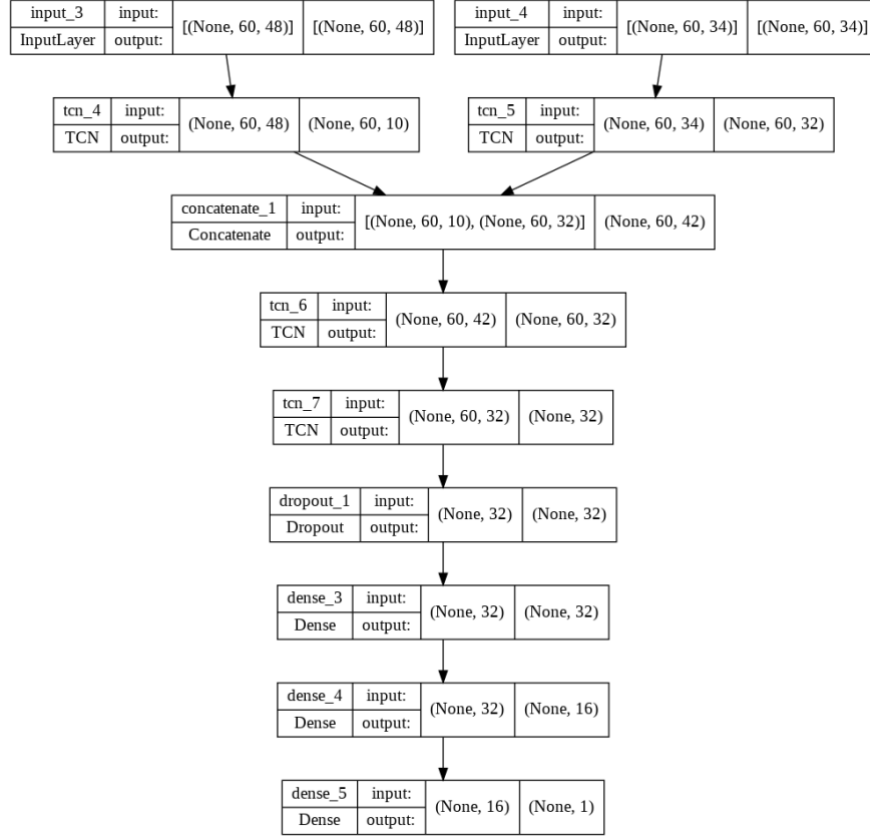 input_3 input: [(None, 60, 48)] [(None, 60, 48)]
InputLayer output:
input_4 input: [(None, 60, 34)] [(None, 60, 34)]
InputLayer output:
tcn_4 input: (None, 60, 48) (None, 60, 10)
TCN output:
tcn_5 input: (None, 60, 34) (None, 60, 32)
TCN output:
concatenate_1 input: [(None, 60, 10), (None, 60, 32)] (None, 60, 42)
Concatenate output:
tcn_6 input: (None, 60, 42) (None, 60, 32)
TCN output:
tcn_7 input: (None, 60, 32) (None, 32)
TCN output:
dropout_1 input: (None, 32) (None, 32)
Dropout output:
dense_3 input: (None, 32) (None, 32)
Dense output:
dense_4 input: (None, 32) (None, 16)
Dense output:
dense_5 input: (None, 16) (None, 1)
Dense output: